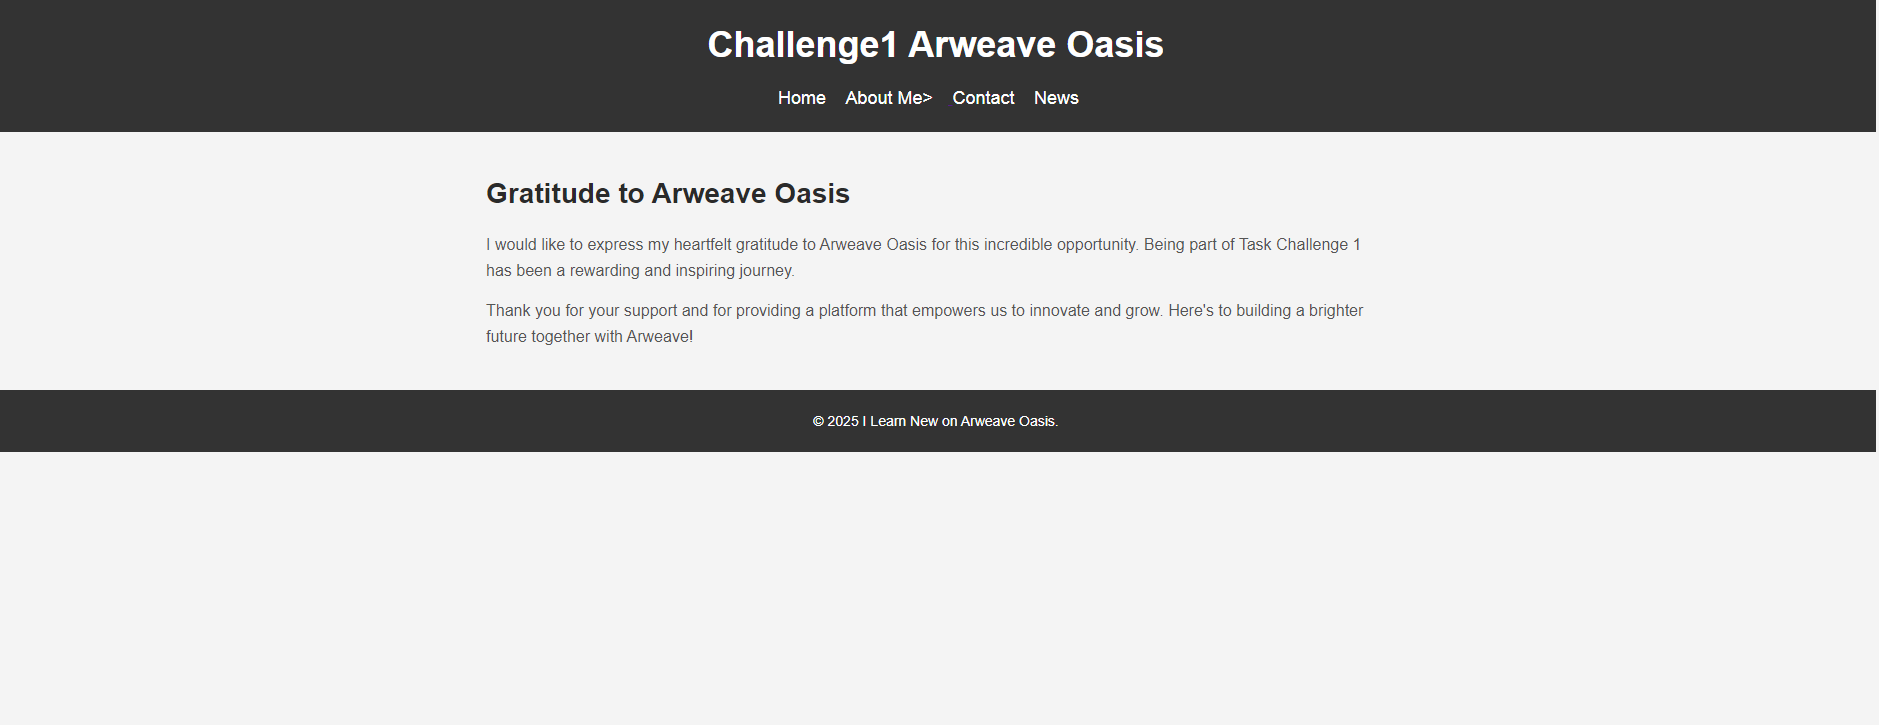 Challenge1 Arweave Oasis
Home About Me> Contact News
Gratitude to Arweave Oasis
I would like to express my heartfelt gratitude to Arweave Oasis for this incredible opportunity. Being part of Task Challenge 1
has been a rewarding and inspiring journey.
Thank you for your support and for providing a platform that empowers us to innovate and grow. Here's to building a brighter
future together with Arweave!
© 2025 I Learn New on Arweave Oasis.